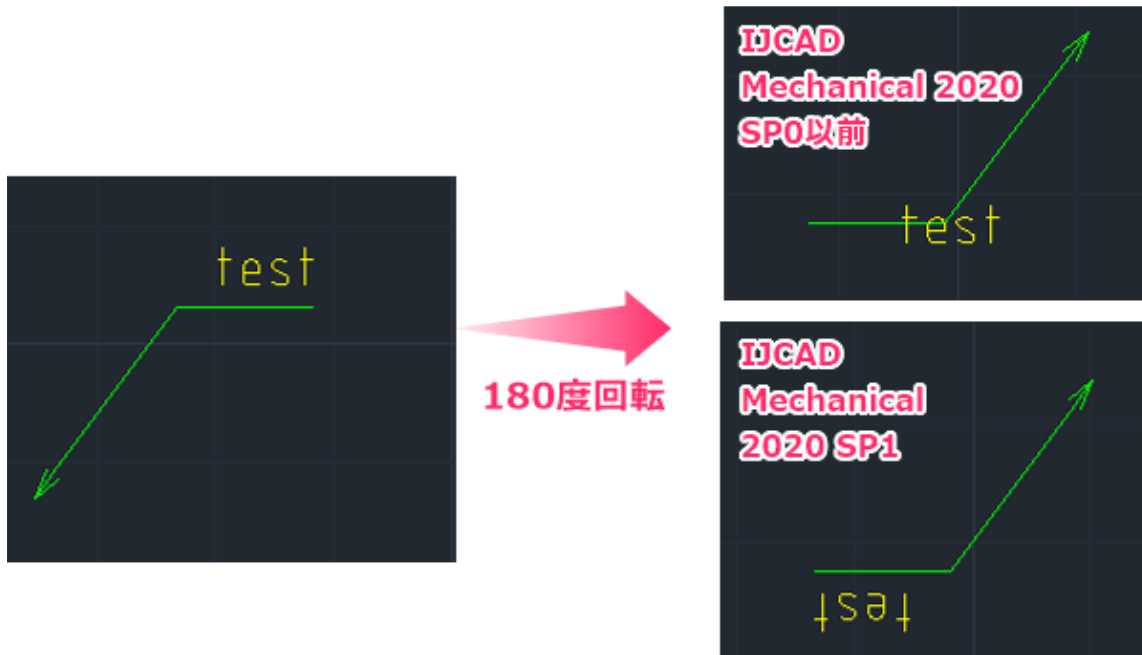 test
180度回転
IJCAD
Mechanical 2020
SP0以前
test
IJCAD
Mechanical
2020 SP1
test